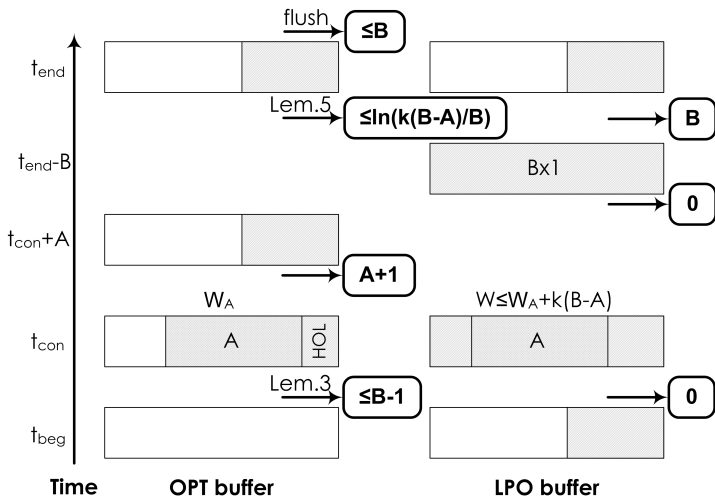 flush
≤B
t_end
Lem.5
≤ln(k(B-A)/B)
B
t_end-B
Bx1
0
t_con+A
A+1
W_A
W≤W_A+k(B-A)
t_con
A
HOL
A
Lem.3
≤B-1
0
t_beg
Time
OPT buffer
LPO buffer